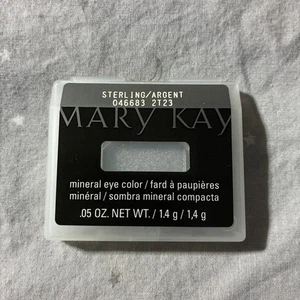 STERLING/ARGENT
046683 2T23
MARY KAY
mineral eye color / fard à paupières
minéral / sombra mineral compacta
.05 OZ. NET WT. / 1.4 g / 1,4 g